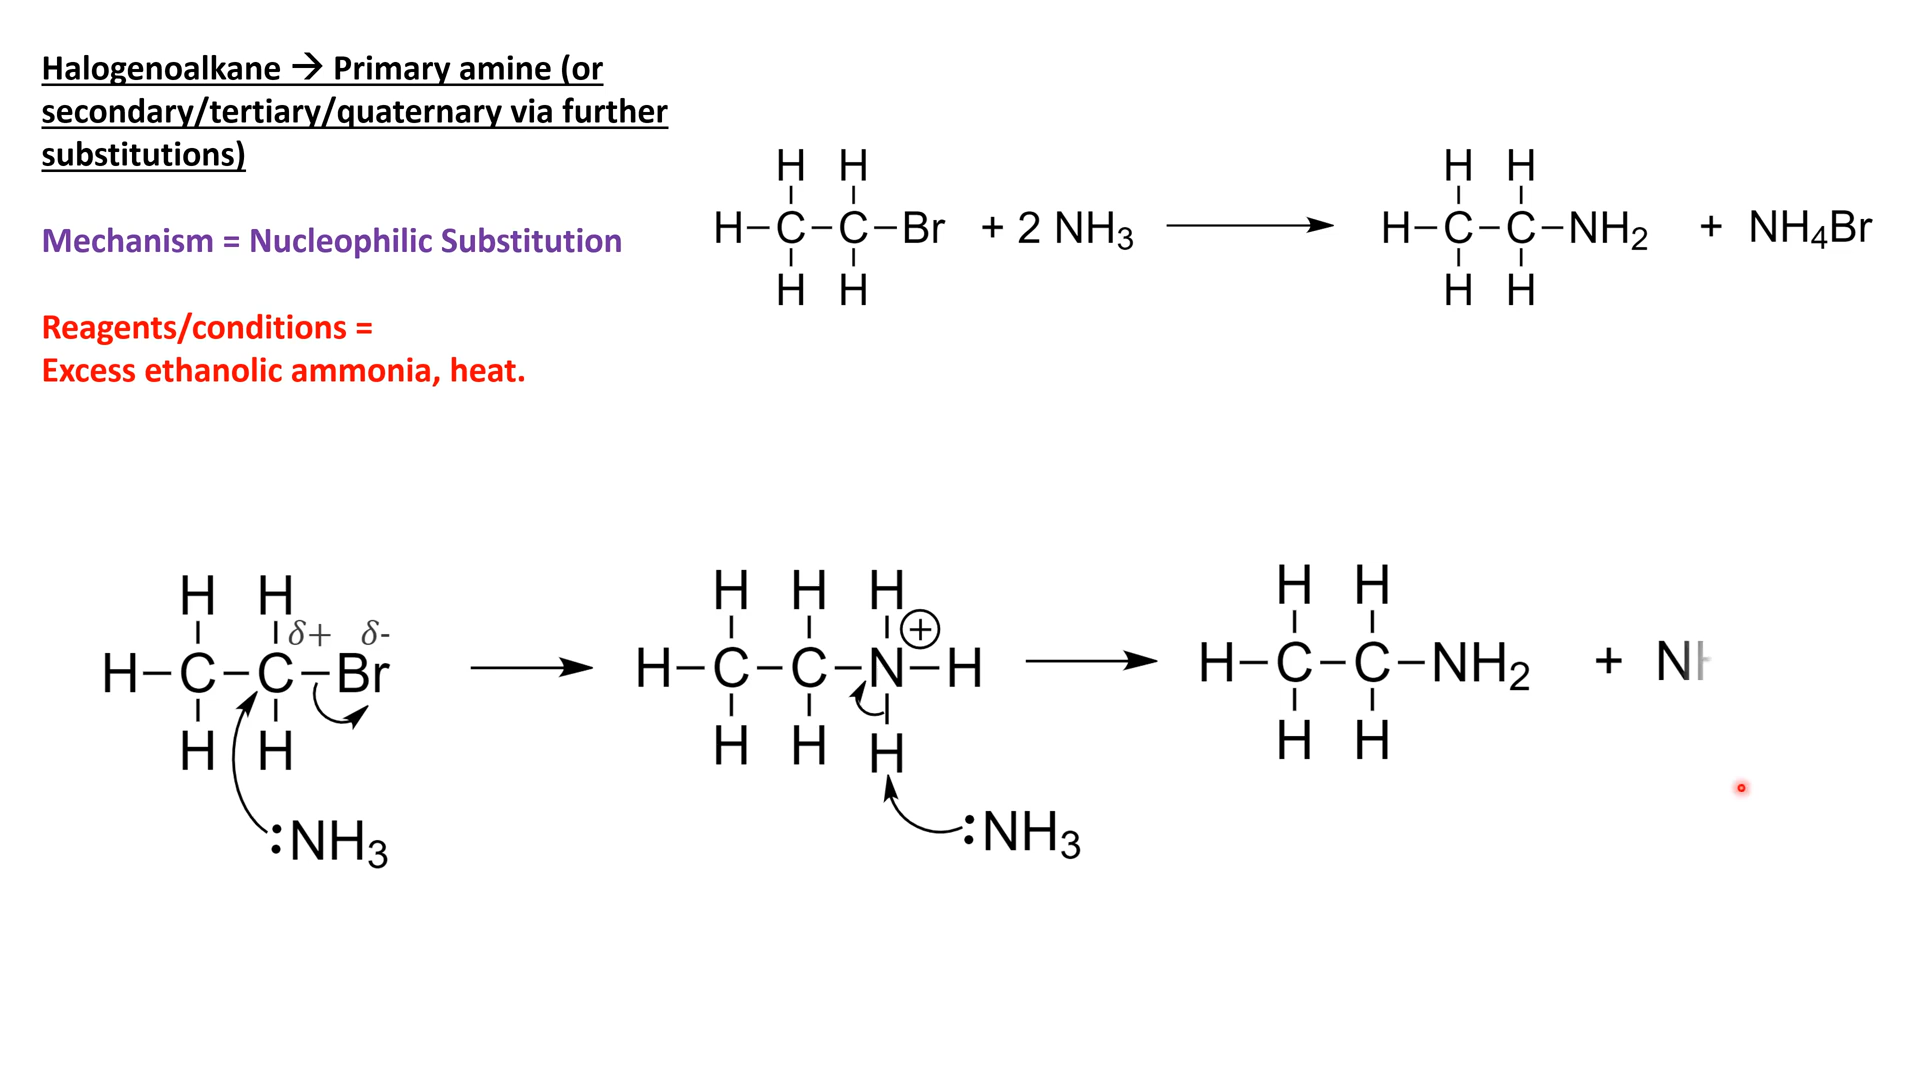 Halogenoalkane → Primary amine (or
secondary/tertiary/quaternary via further
substitutions)
Mechanism = Nucleophilic Substitution
Reagents/conditions =
Excess ethanolic ammonia, heat.
H H
H–C–C–Br + 2 NH₃ → H–C–C–NH₂ + NH₄Br
H H
H H
H H
H H
δ+ δ-
H–C–C–Br
H H
:NH₃
H H H
⊕
H–C–C–N–H
H H H
:NH₃
H H
H–C–C–NH₂ + N
H H